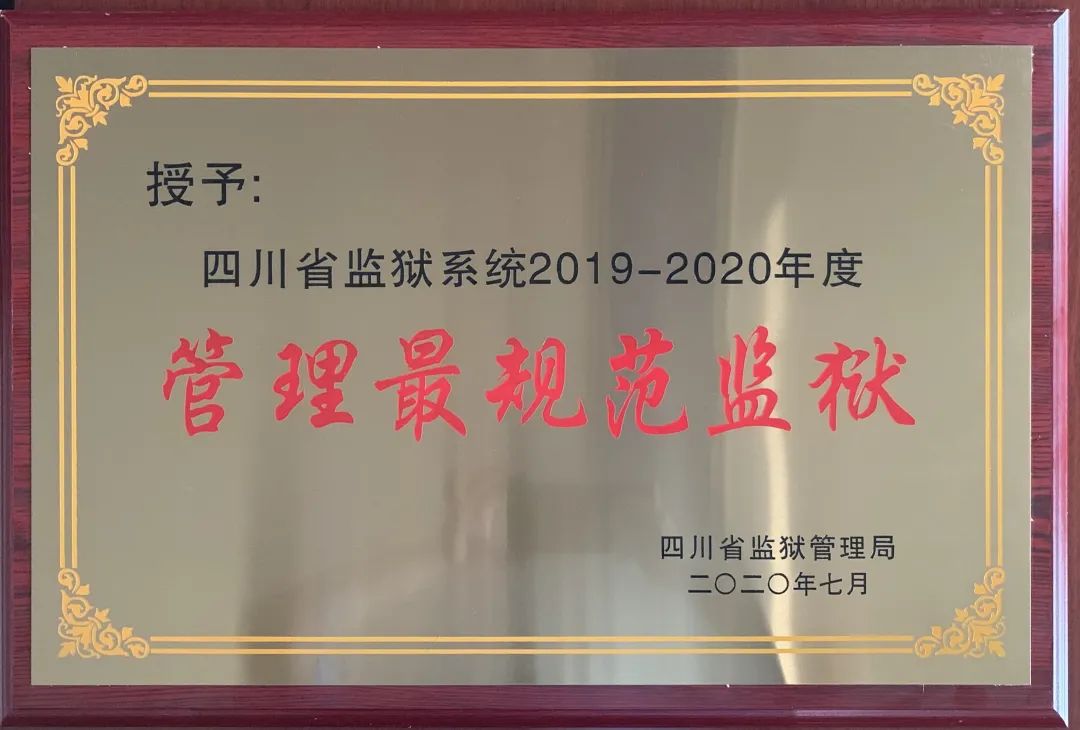 授予:
四川省监狱系统2019-2020年度
管理最规范监狱
四川省监狱管理局
二〇二〇年七月